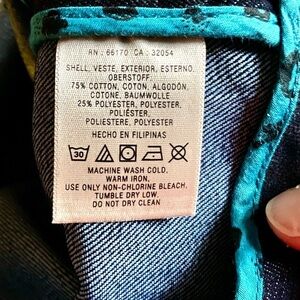 RN : 66170 CA : 32054
SHELL, VESTE, EXTERIOR, ESTERNO,
OBERSTOFF:
75% COTTON, COTON, ALGODÓN,
COTONE, BAUMWOLLE
25% POLYESTER, POLYESTER,
POLIÉSTER,
POLIESTERE, POLYESTER
HECHO EN FILIPINAS
30
MACHINE WASH COLD.
WARM IRON.
USE ONLY NON-CHLORINE BLEACH.
TUMBLE DRY LOW
DO NOT DRY CLEAN